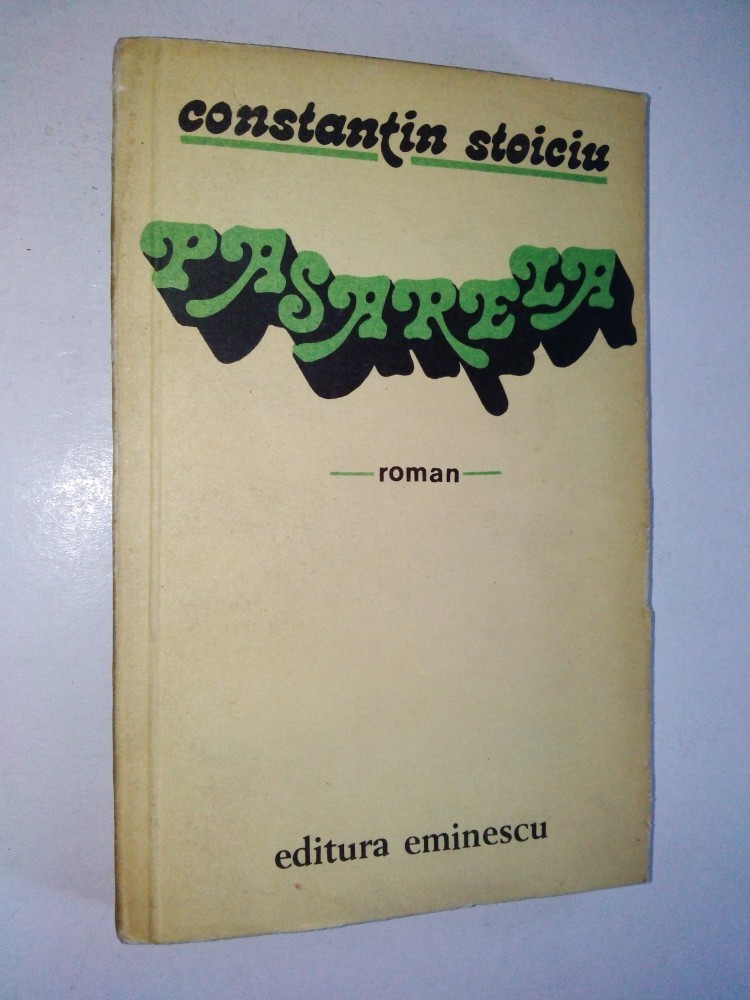 constantin stoiciu
PASARELA
roman
editura eminescu